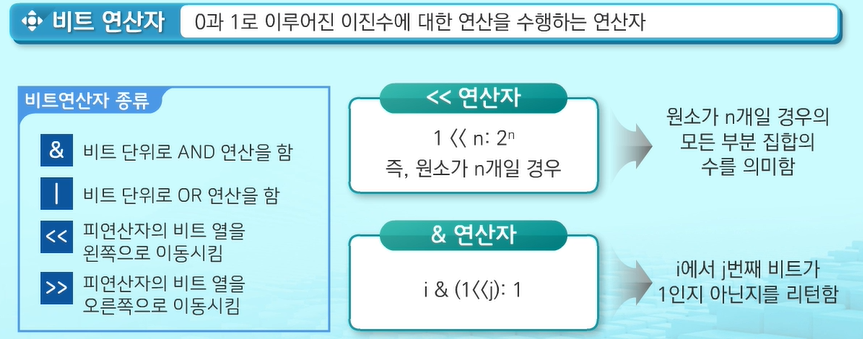 비트 연산자
0과 1로 이루어진 이진수에 대한 연산을 수행하는 연산자
비트연산자 종류
& 비트 단위로 AND 연산을 함
| 비트 단위로 OR 연산을 함
<< 피연산자의 비트 열을
왼쪽으로 이동시킴
>> 피연산자의 비트 열을
오른쪽으로 이동시킴
<< 연산자
1 << n: 2ⁿ
즉, 원소가 n개일 경우
원소가 n개일 경우의
모든 부분 집합의
수를 의미함
& 연산자
i & (1<<j): 1
i에서 j번째 비트가
1인지 아닌지를 리턴함